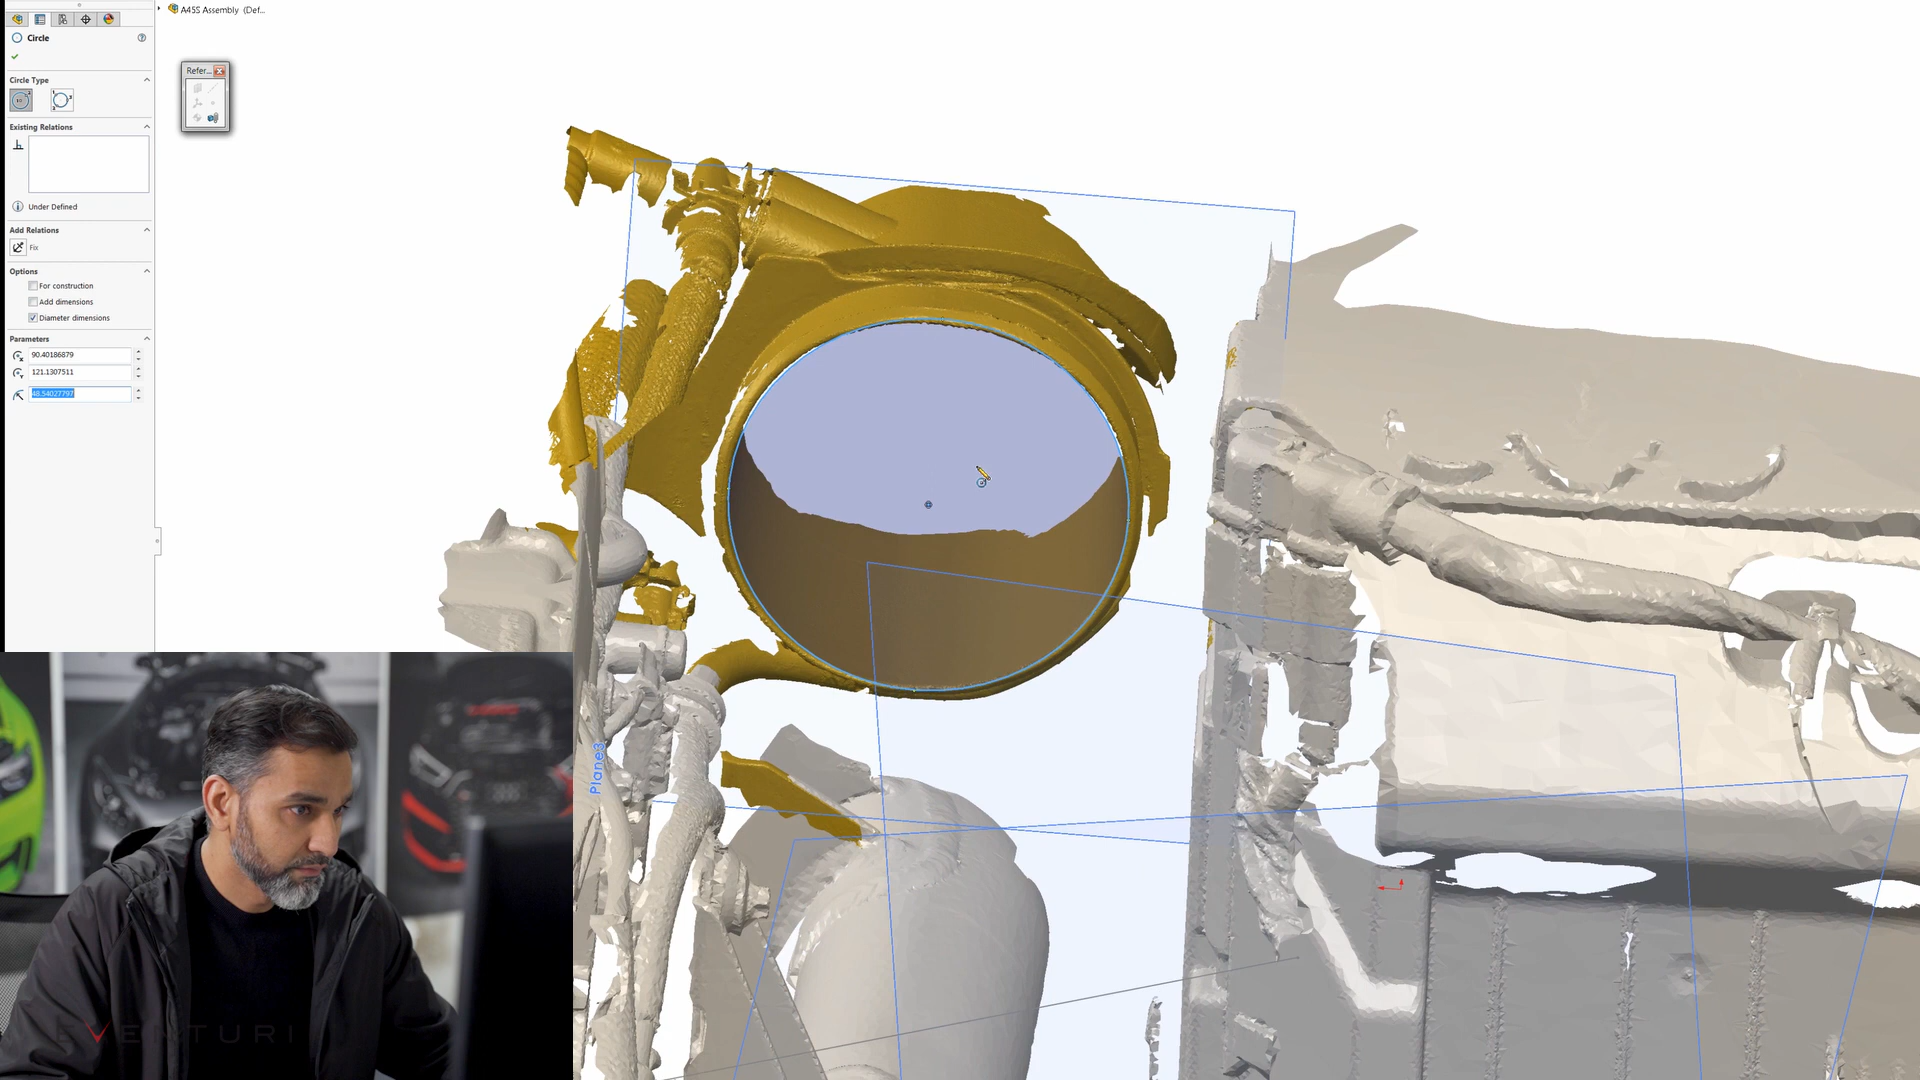 A45S Assembly (Def...
Circle
Refer...
Circle Type
Existing Relations
Under Defined
Add Relations
Fix
Options
For construction
Add dimensions
Diameter dimensions
Parameters
90.40186879
121.1307511
48.54027797
Plane3
EVENTURI